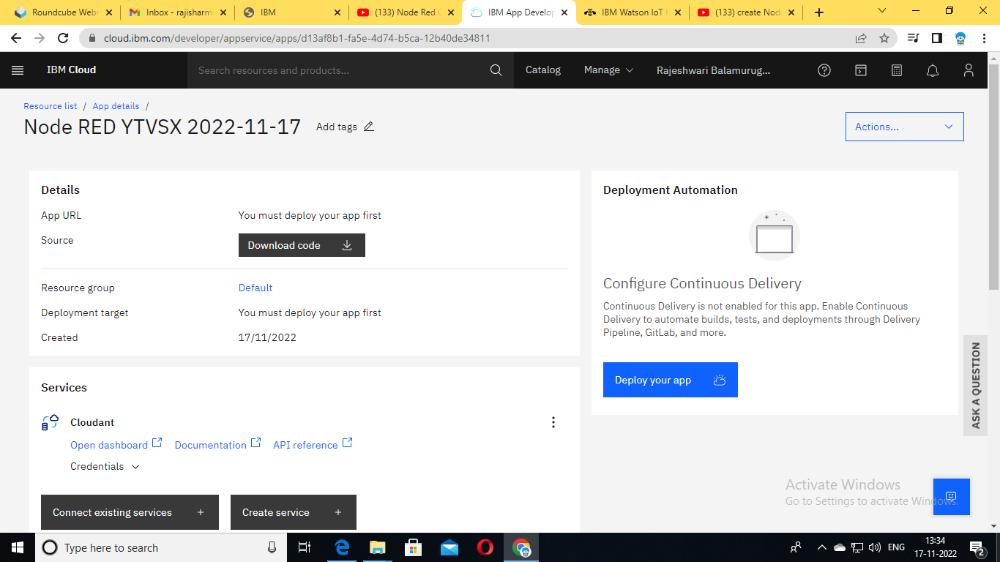 Roundcube Webm
Inbox - rajisharmi
IBM
(133) Node Red C
IBM App Develop
IBM Watson IoT P
(133) create Node
cloud.ibm.com/developer/appservice/apps/d13af8b1-fa5e-4d74-b5ca-12b40de34811
IBM Cloud
Search resources and products...
Catalog
Manage
Rajeshwari Balamurug...
Resource list / App details /
Node RED YTVSX 2022-11-17
Add tags
Actions...
Details
App URL You must deploy your app first
Source Download code
Resource group Default
Deployment target You must deploy your app first
Created 17/11/2022
Services
Cloudant
Open dashboard Documentation API reference
Credentials
Connect existing services +
Create service +
Deployment Automation
Configure Continuous Delivery
Continuous Delivery is not enabled for this app. Enable Continuous
Delivery to automate builds, tests, and deployments through Delivery
Pipeline, GitLab, and more.
Deploy your app
ASK A QUESTION
Activate Windows
Go to Settings to activate Windows.
Type here to search
ENG
13:34
17-11-2022
2